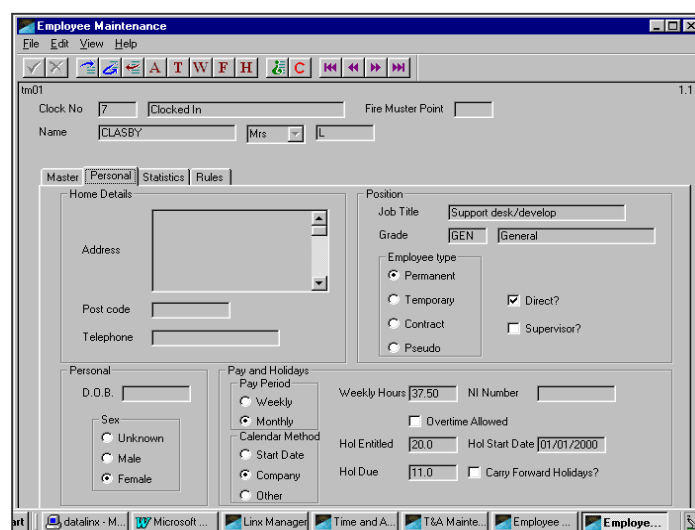 Employee Maintenance
File Edit View Help
A T W F H C
tm01 1.1
Clock No 7 Clocked In Fire Muster Point
Name CLASBY Mrs L
Master Personal Statistics Rules
Home Details Position
Job Title Support desk/develop
Grade GEN General
Address
Employee type
Permanent
Temporary Direct?
Post code
Contract Supervisor?
Telephone
Pseudo
Personal Pay and Holidays
D.O.B. Pay Period
Weekly Weekly Hours 37.50 NI Number
Sex Monthly Overtime Allowed
Unknown Calendar Method
Male Start Date Hol Entitled 20.0 Hol Start Date 01/01/2000
Female Company Hol Due 11.0 Carry Forward Holidays?
Other
art datalinx - M... Microsoft ... Linx Manager Time and A... T&A Mainte... Employee ... Employe...